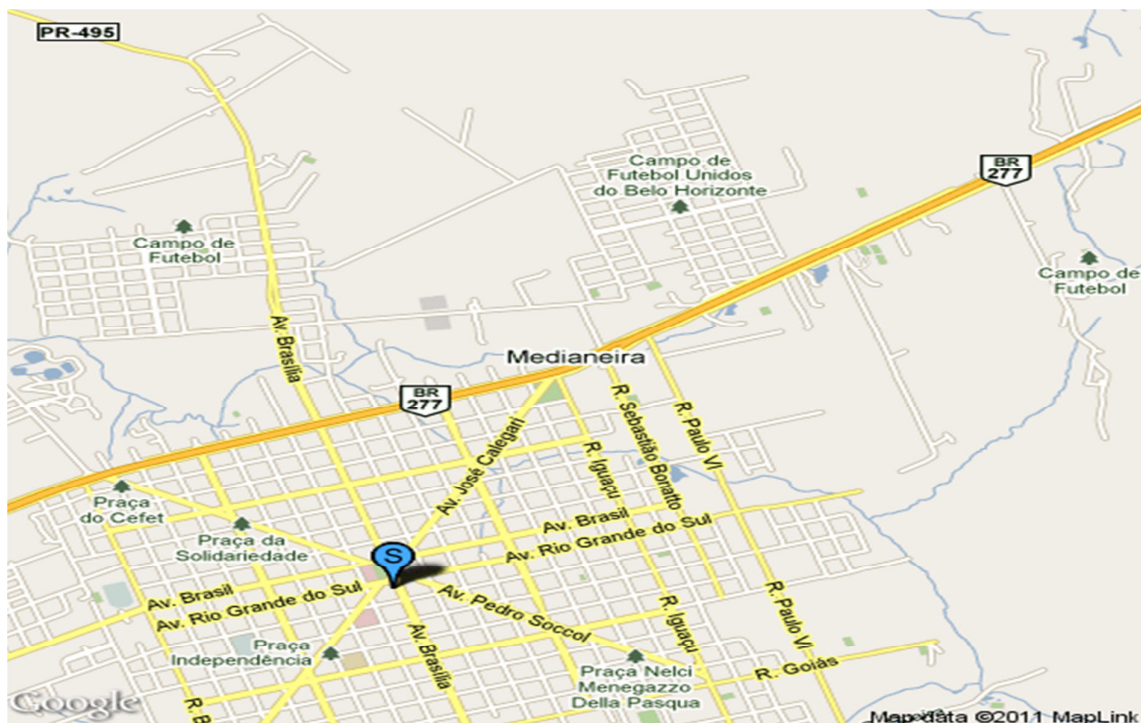 PR-495
Campo de
Futebol Unidos
do Belo Horizonte
BR
277
Campo de
Futebol
Campo de
Futebol
Av. Brasília
Medianeira
BR
277
R. Sebastião Bonatto
R. Paulo VI
Av. José Calegari
R. Iguaçu
Praça
do Cefet
Praça da
Solidariedade
Av. Brasil
Av. Rio Grande do Sul
S
Av. Brasil
Av. Rio Grande do Sul
Av. Pedro Soccol
R. Iguaçu
R. Paulo VI
Av. Brasília
Praça
Independência
Praça Nelci
Menegazzo
Della Pasqua
R. Goiás
Google
Map data ©2011 MapLink